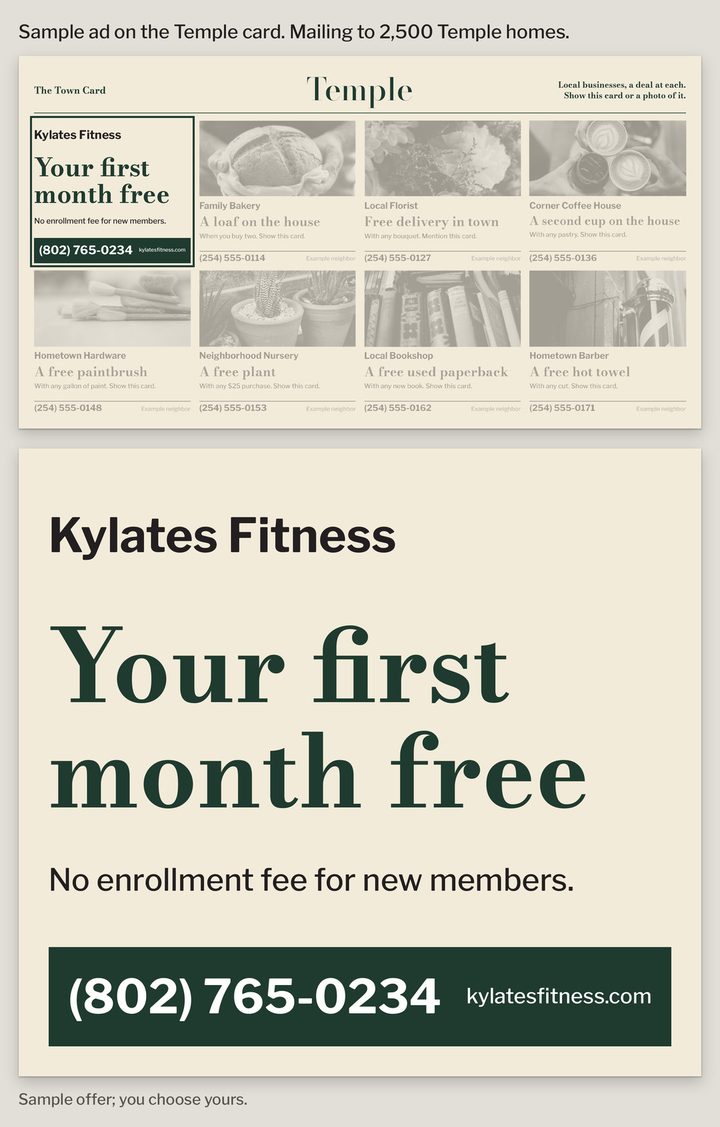 Sample ad on the Temple card. Mailing to 2,500 Temple homes.
The Town Card
Temple
Local businesses, a deal at each.
Show this card or a photo of it.
Kylates Fitness
Your first
month free
No enrollment fee for new members.
(802) 765-0234 kylatesfitness.com
Family Bakery
A loaf on the house
When you buy two. Show this card.
(254) 555-0114 Example neighbor
Local Florist
Free delivery in town
With any bouquet. Mention this card.
(254) 555-0127 Example neighbor
Corner Coffee House
A second cup on the house
With any pastry. Show this card.
(254) 555-0136 Example neighbor
Hometown Hardware
A free paintbrush
With any gallon of paint. Show this card.
(254) 555-0148 Example neighbor
Neighborhood Nursery
A free plant
With any $25 purchase. Show this card.
(254) 555-0153 Example neighbor
Local Bookshop
A free used paperback
With any new book. Show this card.
(254) 555-0162 Example neighbor
Hometown Barber
A free hot towel
With any cut. Show this card.
(254) 555-0171 Example neighbor
Kylates Fitness
Your first
month free
No enrollment fee for new members.
(802) 765-0234 kylatesfitness.com
Sample offer; you choose yours.